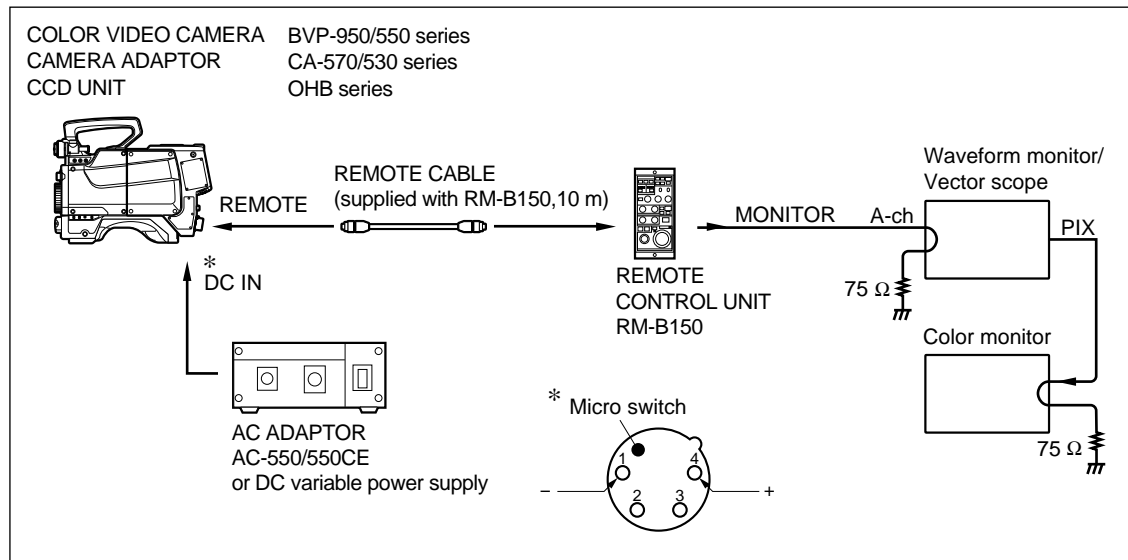 COLOR VIDEO CAMERA BVP-950/550 series
CAMERA ADAPTOR CA-570/530 series
CCD UNIT OHB series
REMOTE
REMOTE CABLE
(supplied with RM-B150,10 m)
MONITOR
A-ch
Waveform monitor/
Vector scope
PIX
75 Ω
REMOTE
CONTROL UNIT
RM-B150
*
DC IN
Color monitor
75 Ω
AC ADAPTOR
AC-550/550CE
or DC variable power supply
* Micro switch
1
4
2
3
−
+